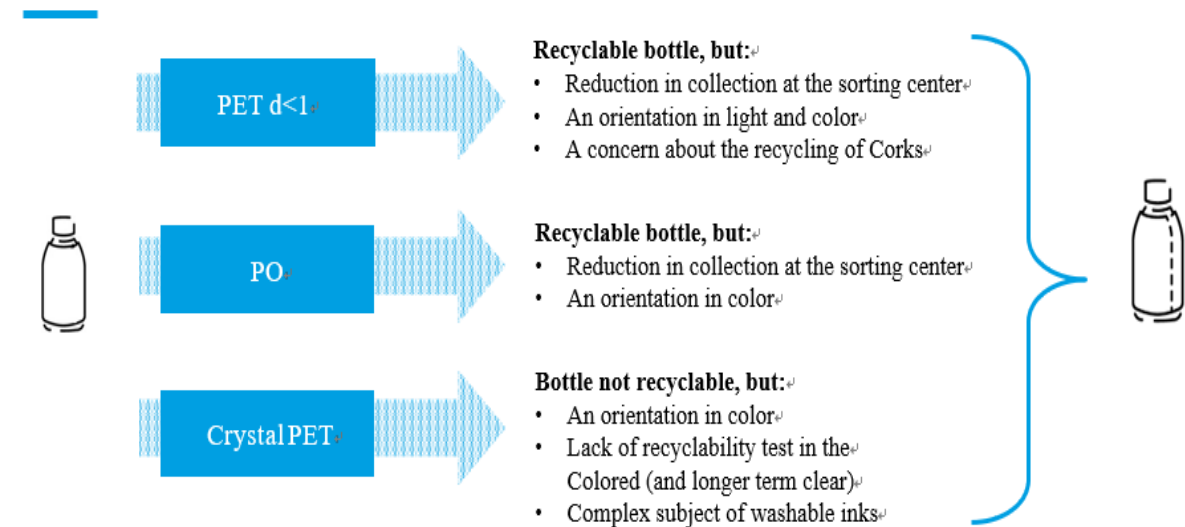 PET d<1
Recyclable bottle, but:
• Reduction in collection at the sorting center
• An orientation in light and color
• A concern about the recycling of Corks
PO
Recyclable bottle, but:
• Reduction in collection at the sorting center
• An orientation in color
Crystal PET
Bottle not recyclable, but:
• An orientation in color
• Lack of recyclability test in the
Colored (and longer term clear)
• Complex subject of washable inks